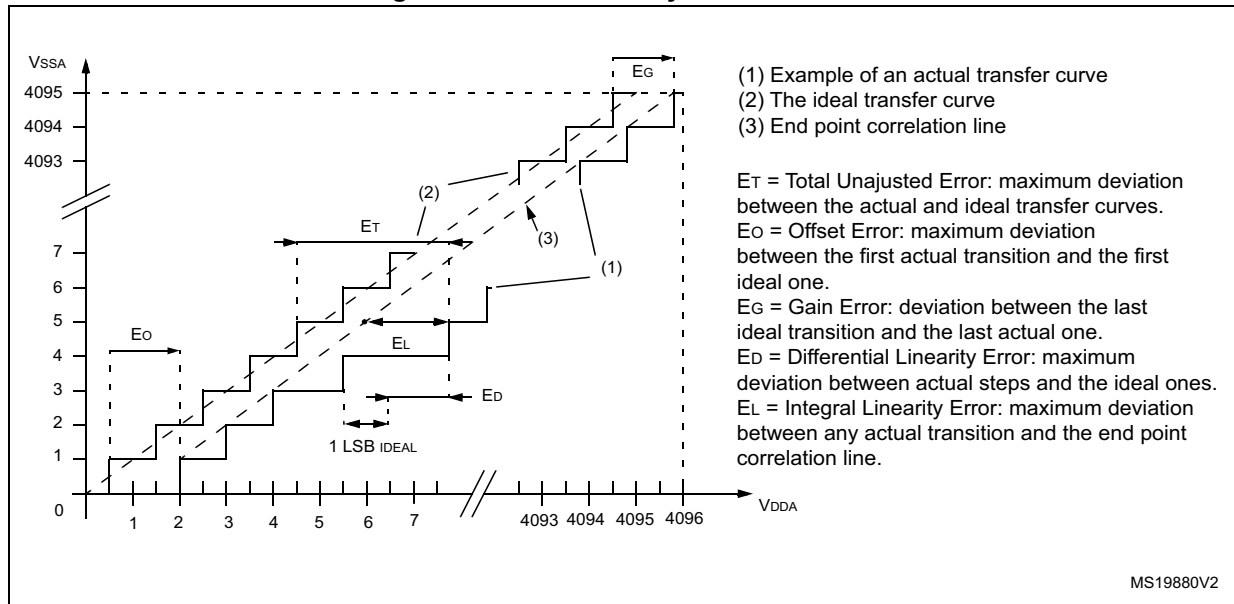 VSSA
EG
4095
4094
4093
(2)
ET
(3)
(1)
7
6
5
4
3
2
1
0
EO
EL
ED
1 LSB IDEAL
1 2 3 4 5 6 7 4093 4094 4095 4096
VDDA
(1) Example of an actual transfer curve
(2) The ideal transfer curve
(3) End point correlation line
ET = Total Unajusted Error: maximum deviation
between the actual and ideal transfer curves.
EO = Offset Error: maximum deviation
between the first actual transition and the first
ideal one.
EG = Gain Error: deviation between the last
ideal transition and the last actual one.
ED = Differential Linearity Error: maximum
deviation between actual steps and the ideal ones.
EL = Integral Linearity Error: maximum deviation
between any actual transition and the end point
correlation line.
MS19880V2